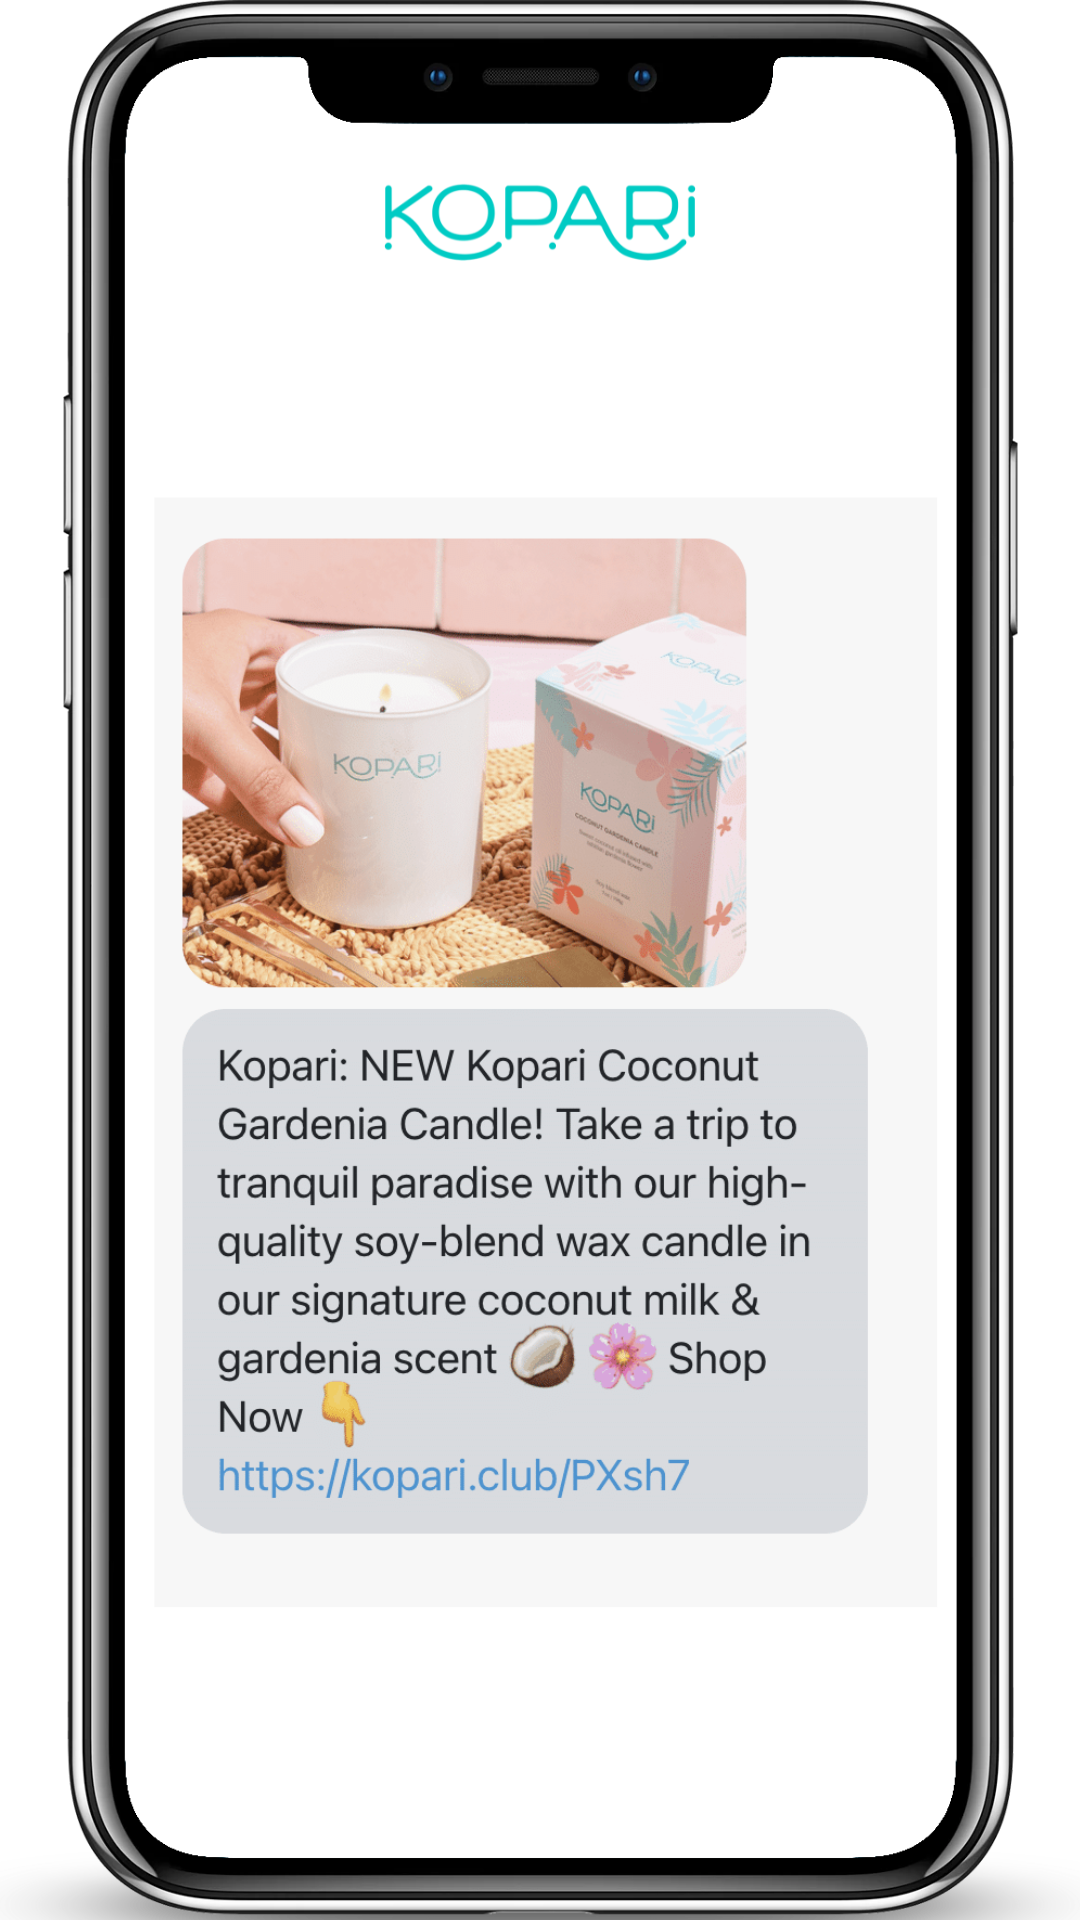 KOPARi
KOPARi
KOPARi
KOPARi
COCONUT GARDENIA CANDLE
Kopari: NEW Kopari Coconut
Gardenia Candle! Take a trip to
tranquil paradise with our high-
quality soy-blend wax candle in
our signature coconut milk &
gardenia scent 🥥 🌸 Shop
Now 👇
https://kopari.club/PXsh7